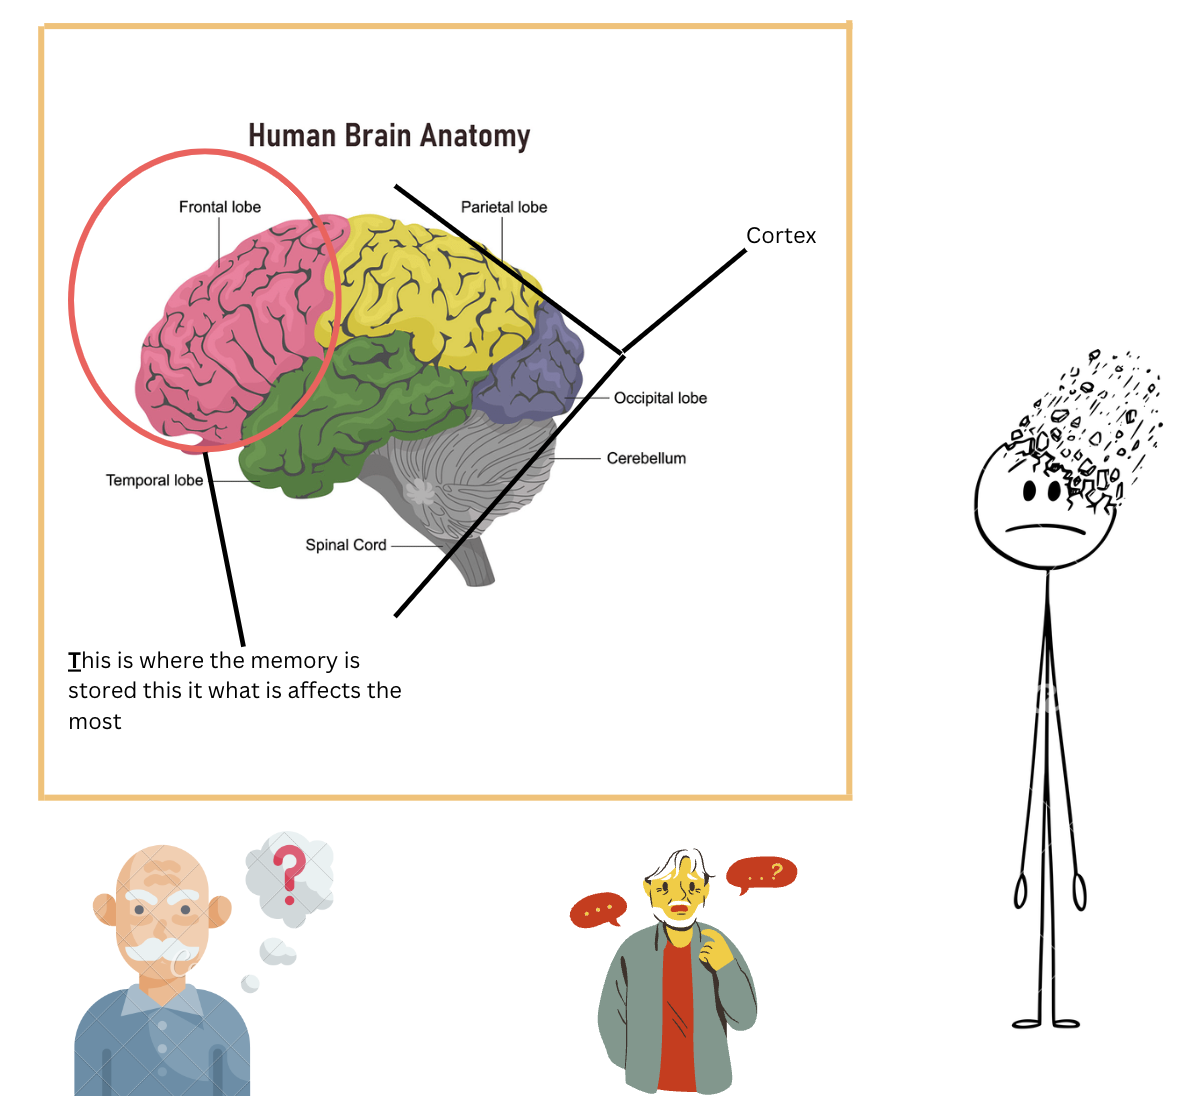 Human Brain Anatomy
Frontal lobe
Parietal lobe
Cortex
Occipital lobe
Cerebellum
Temporal lobe
Spinal Cord
This is where the memory is
stored this it what is affects the
most
?
...
..?